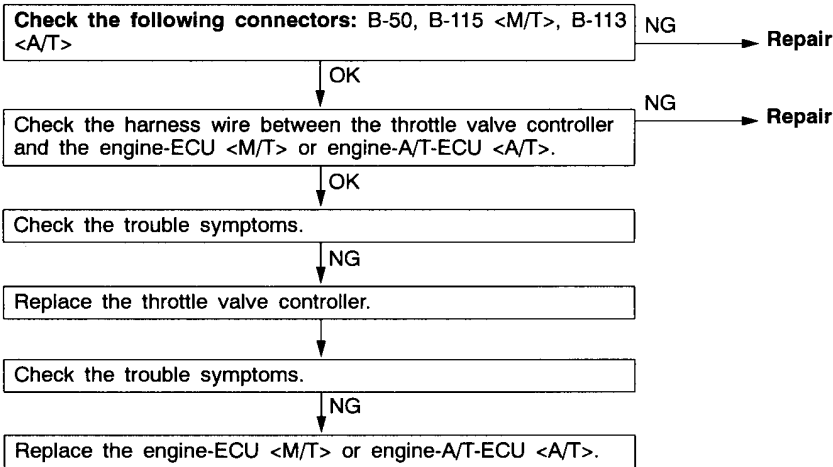 Check the following connectors: B-50, B-115 <M/T>, B-113
<A/T>
NG
Repair
OK
Check the harness wire between the throttle valve controller
and the engine-ECU <M/T> or engine-A/T-ECU <A/T>.
NG
Repair
OK
Check the trouble symptoms.
NG
Replace the throttle valve controller.
Check the trouble symptoms.
NG
Replace the engine-ECU <M/T> or engine-A/T-ECU <A/T>.